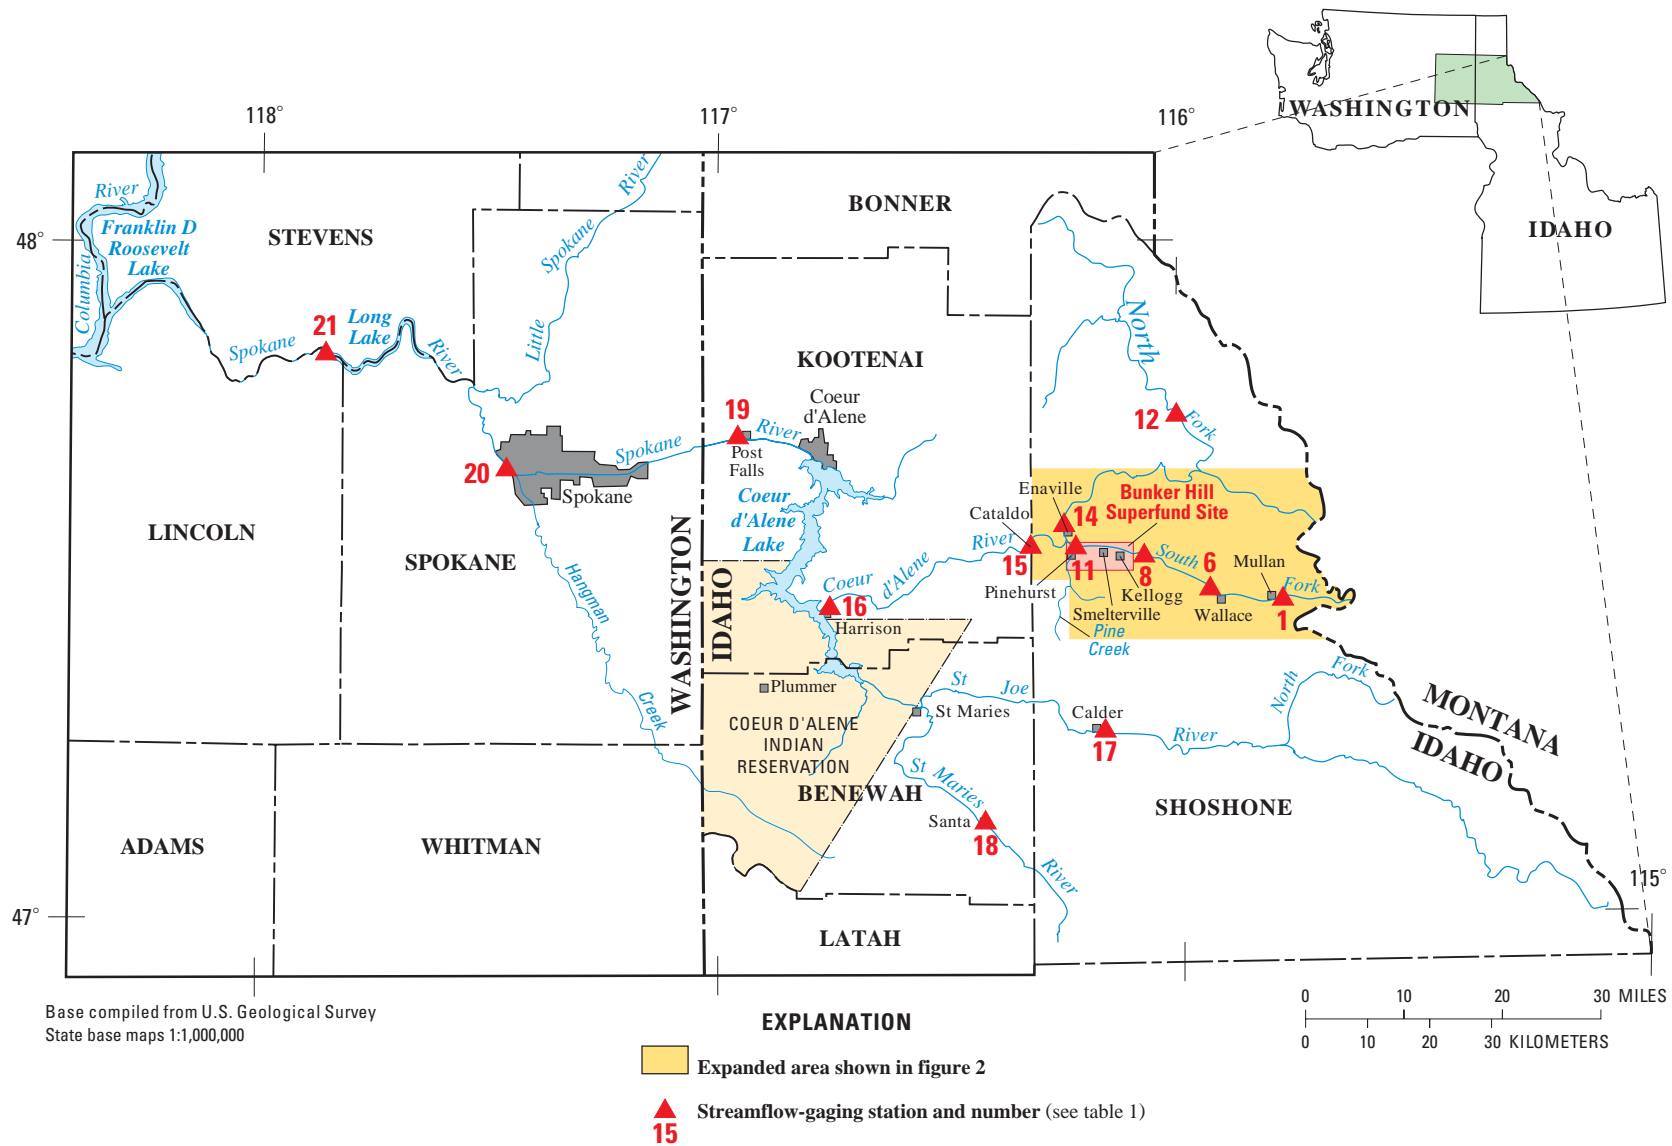 118°
117°
116°
WASHINGTON
IDAHO
48°
River
Franklin D
Roosevelt
Lake
Columbia
STEVENS
River
Spokane
Little
BONNER
21
Long
Lake
Spokane
River
KOOTENAI
Coeur
d'Alene
19
River
Post
Falls
Spokane
20
Spokane
North
12
Fork
Coeur
d'Alene
Lake
Enaville
Bunker Hill
Superfund Site
Cataldo
14
River
15
11
8
South
6
Mullan
Fork
1
Pinehurst
Kellogg
Smelterville
Wallace
Pine
Creek
LINCOLN
SPOKANE
WASHINGTON
IDAHO
Hangman
Creek
Coeur
d'Alene
16
Harrison
Plummer
COEUR D'ALENE
INDIAN
RESERVATION
BENEWAH
St
Joe
River
St Maries
Calder
17
North
Fork
MONTANA
IDAHO
St Maries
River
Santa
18
SHOSHONE
ADAMS
WHITMAN
LATAH
47°
115°
Base compiled from U.S. Geological Survey
State base maps 1:1,000,000
0 10 20 30 MILES
0 10 20 30 KILOMETERS
EXPLANATION
Expanded area shown in figure 2
Streamflow-gaging station and number (see table 1)
15